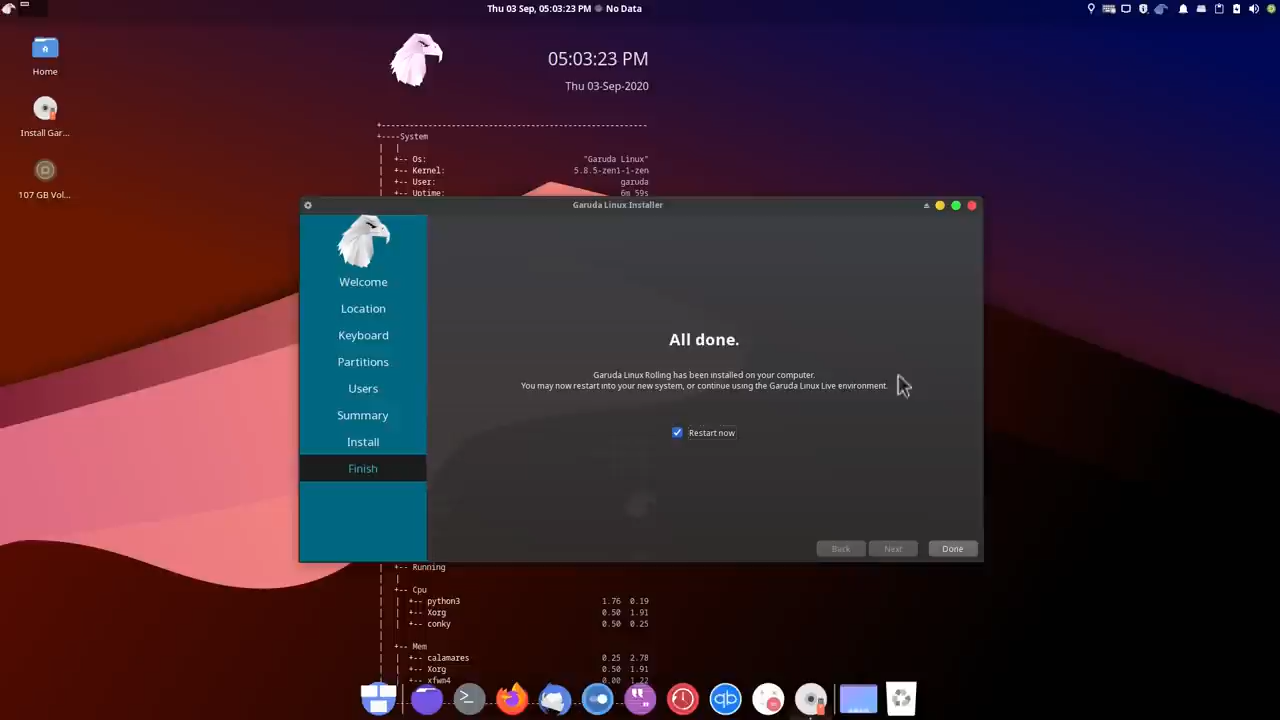 Thu 03 Sep, 05:03:23 PM No Data
Home
Install Gar...
107 GB Vol...
05:03:23 PM
Thu 03-Sep-2020
+----System
+-- Os: "Garuda Linux"
+-- Kernel: 5.8.5-zen1-1-zen
+-- User: garuda
+-- Uptime: 6m 59s
Garuda Linux Installer
Welcome
Location
Keyboard
Partitions
Users
Summary
Install
Finish
All done.
Garuda Linux Rolling has been installed on your computer.
You may now restart into your new system, or continue using the Garuda Linux Live environment.
Restart now
Back Next Done
+-- Running
+-- Cpu
+-- python3 1.76 0.19
+-- Xorg 0.50 1.91
+-- conky 0.50 0.25
+-- Mem
+-- calamares 0.25 2.78
+-- Xorg 0.50 1.91
+-- xfwm4 0.00 1.22
qb